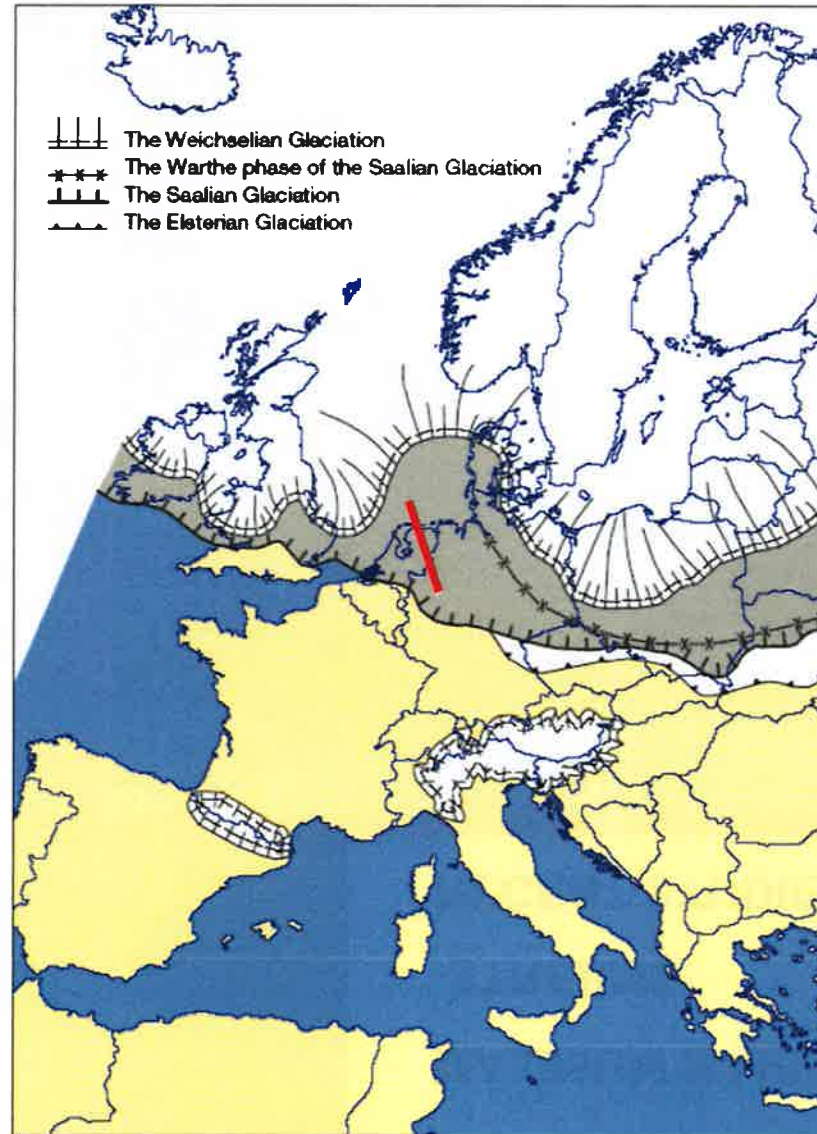 The Weichselian Glaciation
The Warthe phase of the Saalian Glaciation
The Saalian Glaciation
The Elsterian Glaciation